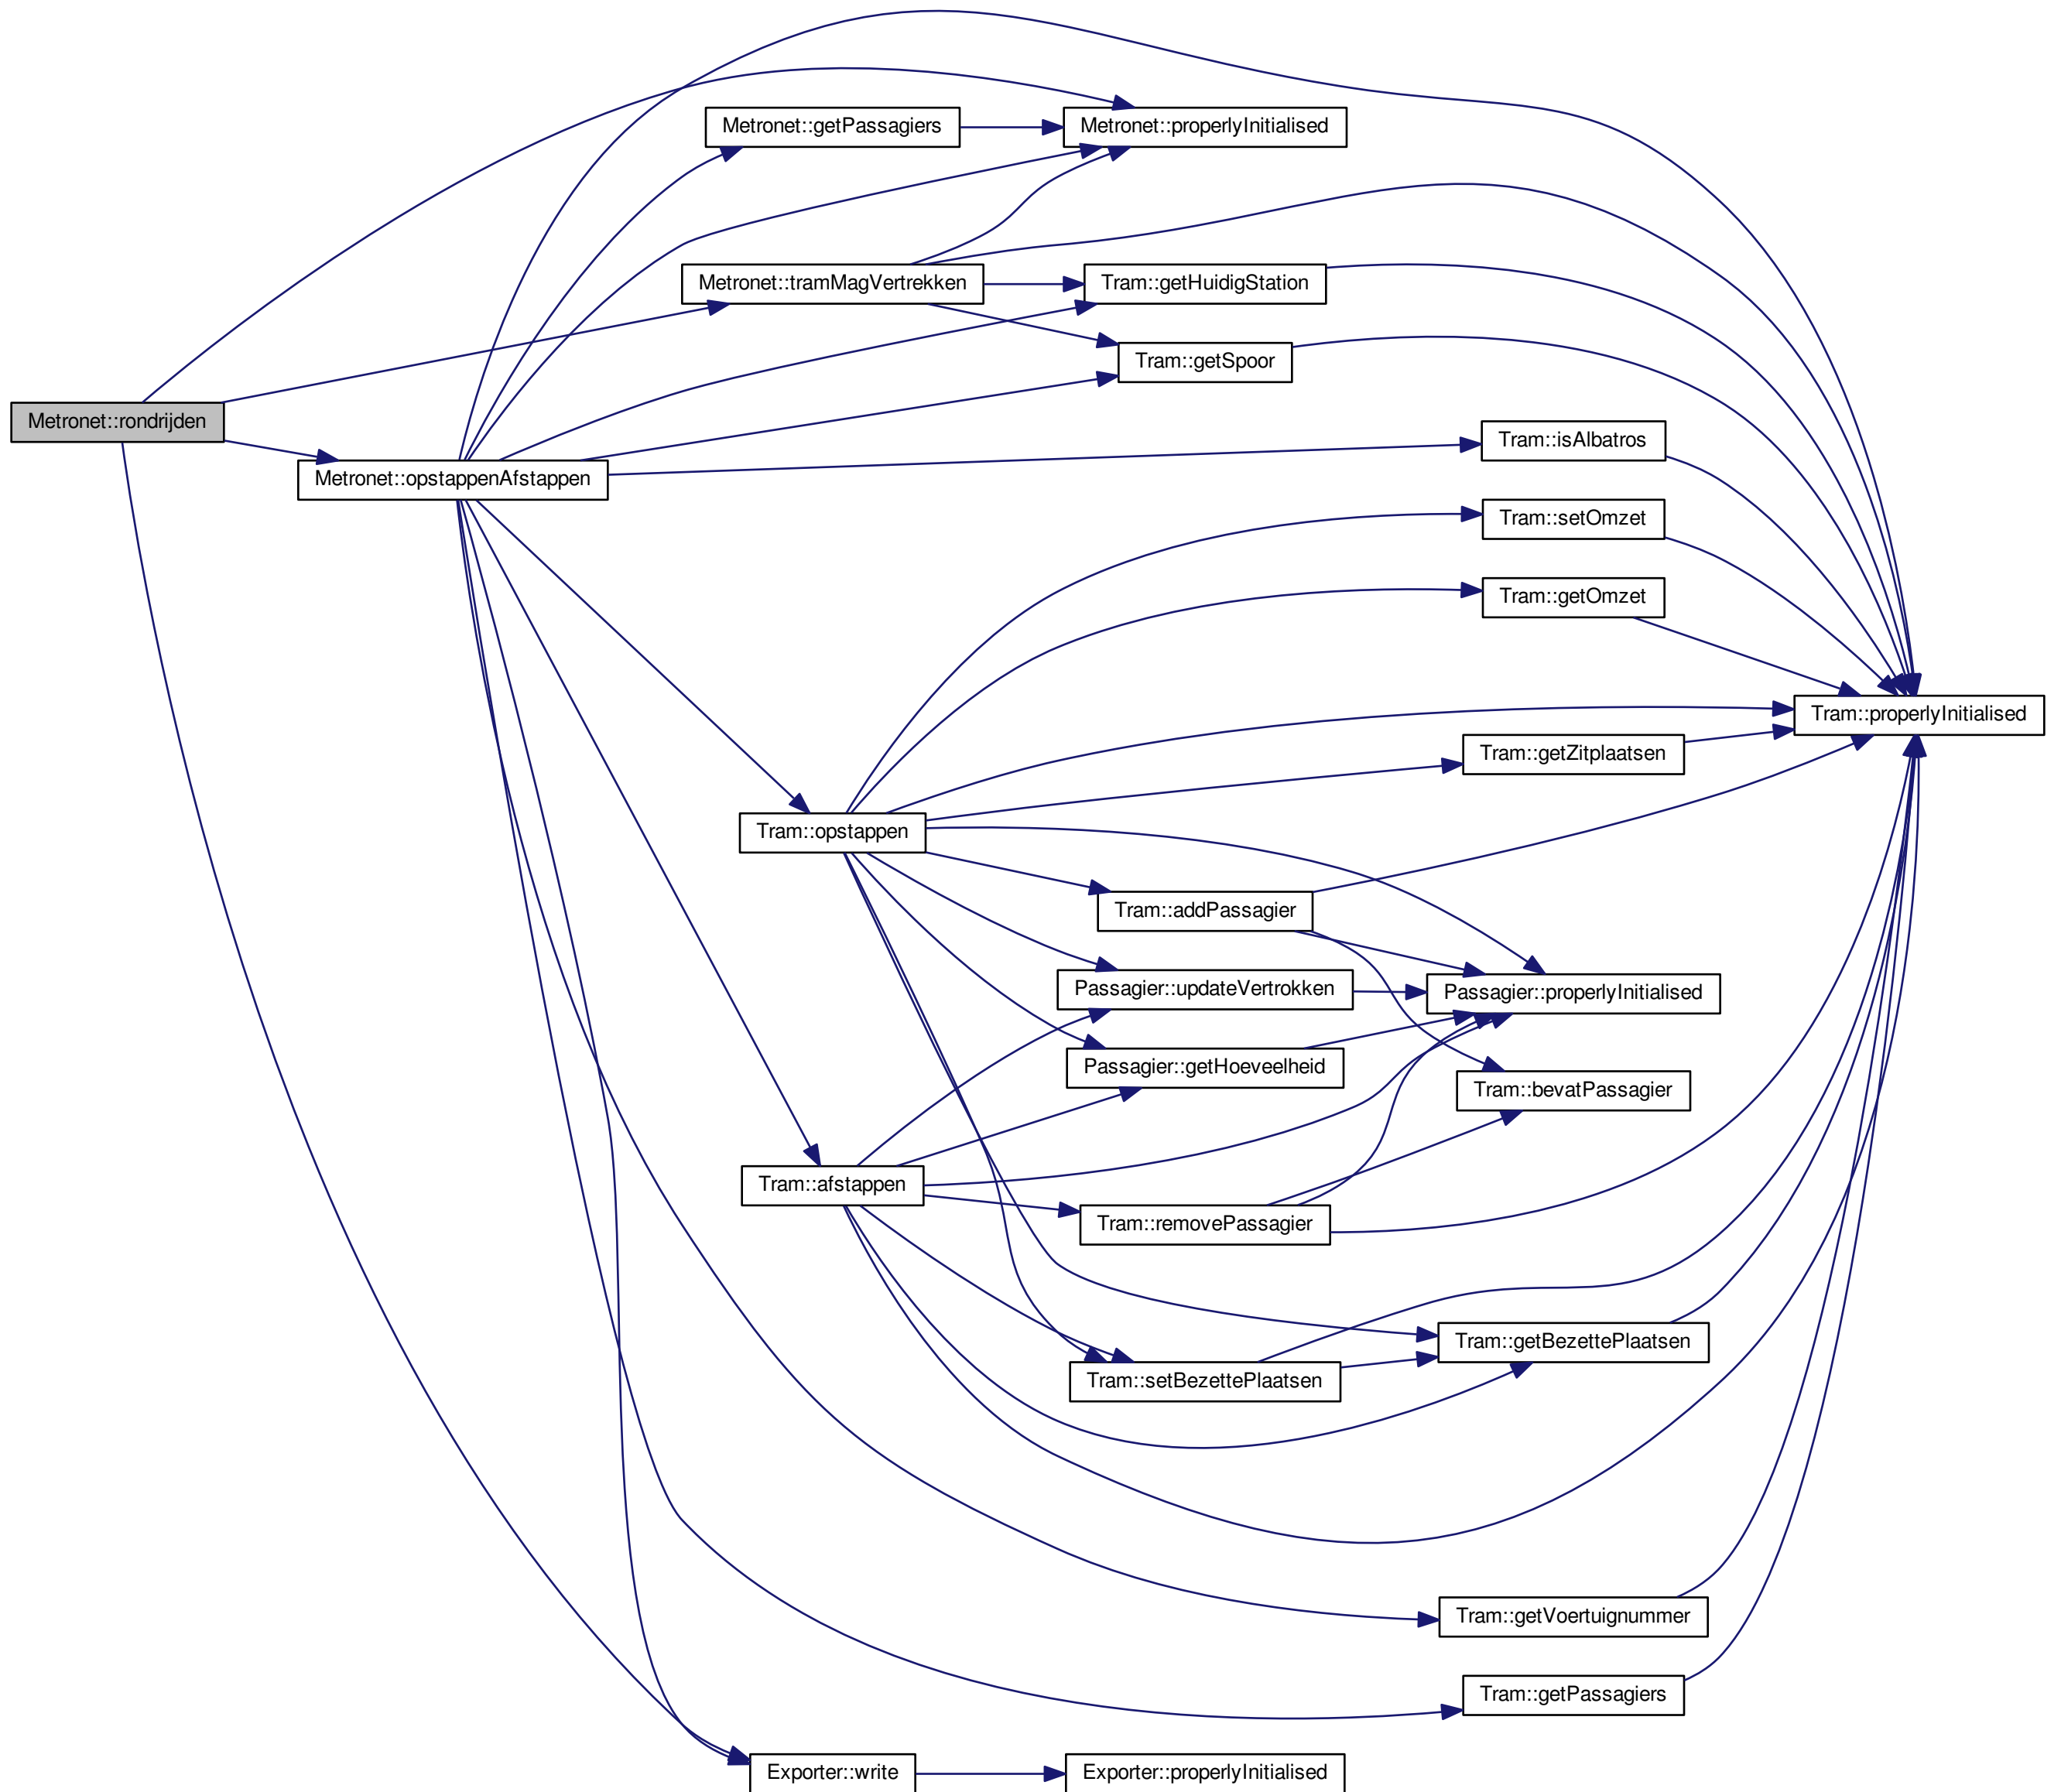 Metronet::getPassagiers
Metronet::properlyInitialised
Metronet::tramMagVertrekken
Tram::getHuidigStation
Tram::getSpoor
Metronet::rondrijden
Tram::isAlbatros
Metronet::opstappenAfstappen
Tram::setOmzet
Tram::getOmzet
Tram::properlyInitialised
Tram::getZitplaatsen
Tram::opstappen
Tram::addPassagier
Passagier::updateVertrokken
Passagier::properlyInitialised
Passagier::getHoeveelheid
Tram::bevatPassagier
Tram::afstappen
Tram::removePassagier
Tram::getBezettePlaatsen
Tram::setBezettePlaatsen
Tram::getVoertuignummer
Tram::getPassagiers
Exporter::write
Exporter::properlyInitialised